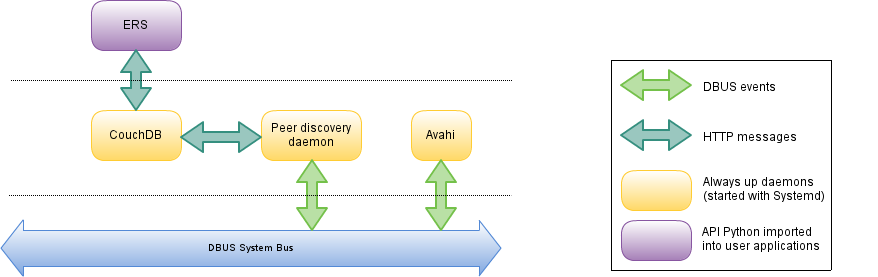 ERS
CouchDB
Peer discovery
daemon
Avahi
DBUS System Bus
DBUS events
HTTP messages
Always up daemons
(started with Systemd)
API Python imported
into user applications